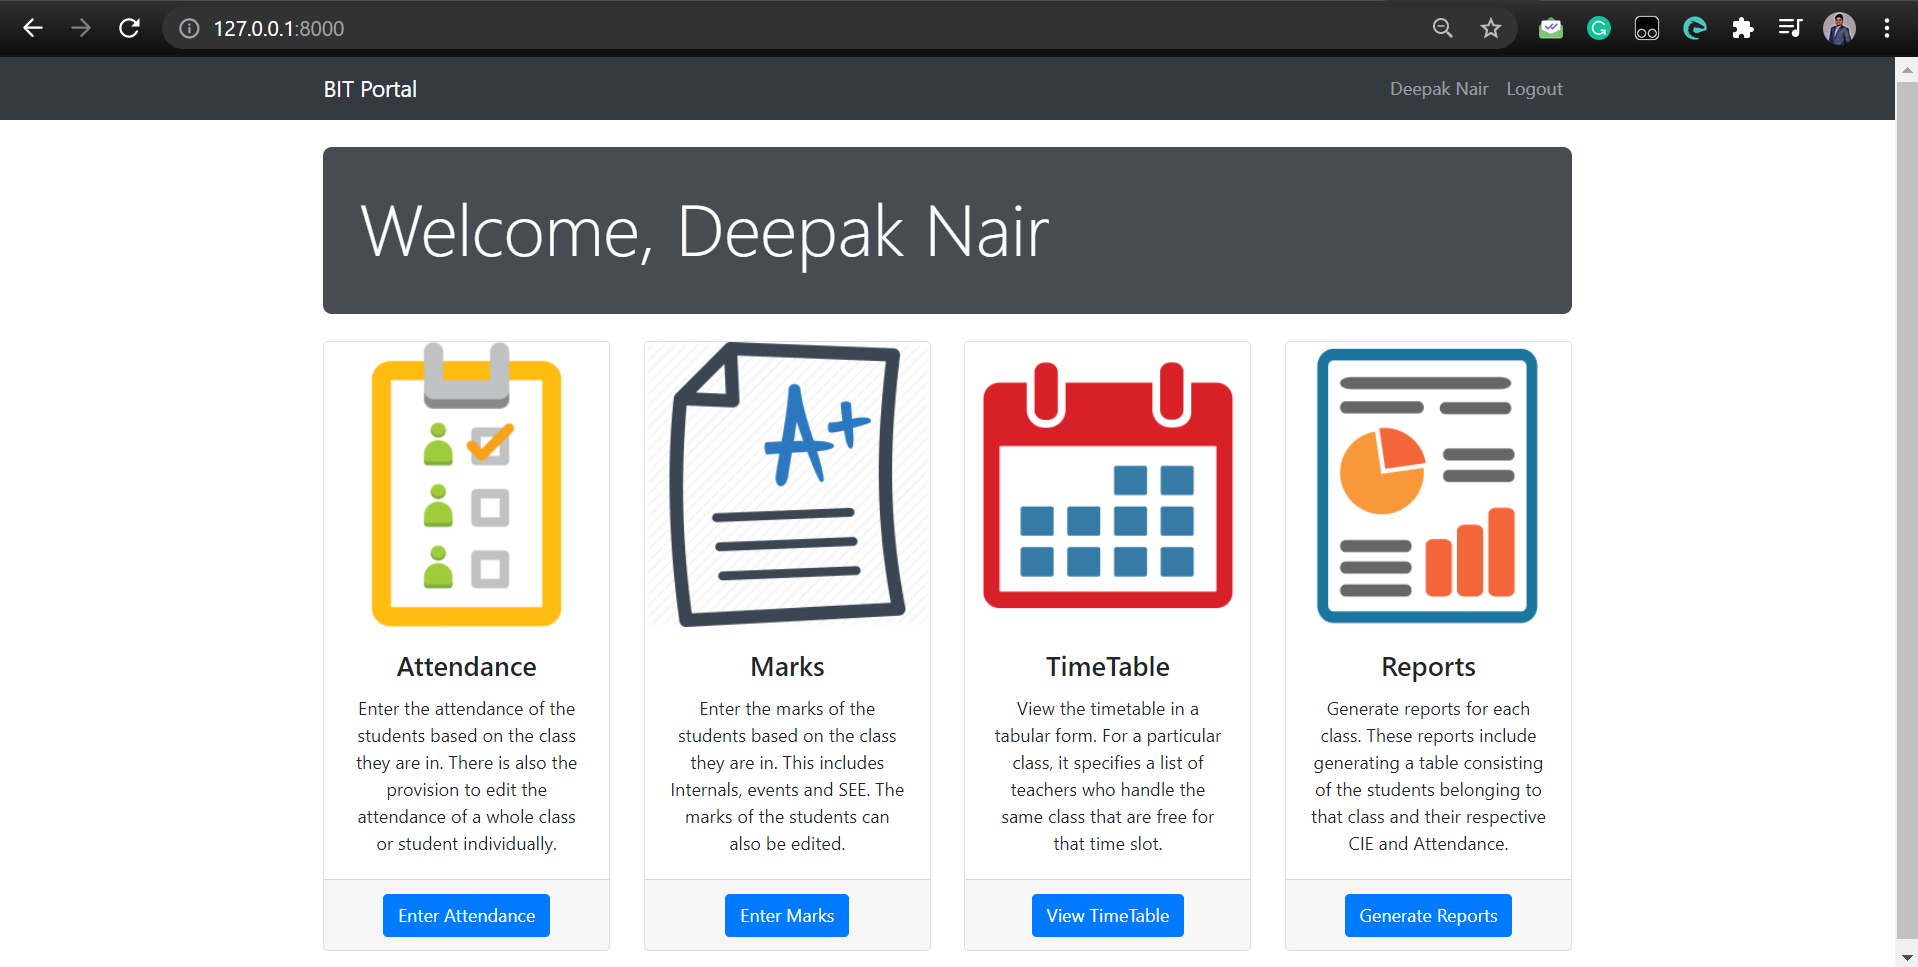 127.0.0.1:8000
BIT Portal
Deepak Nair Logout
Welcome, Deepak Nair
A+
Attendance
Enter the attendance of the
students based on the class
they are in. There is also the
provision to edit the
attendance of a whole class
or student individually.
Enter Attendance
Marks
Enter the marks of the
students based on the class
they are in. This includes
Internals, events and SEE. The
marks of the students can
also be edited.
Enter Marks
TimeTable
View the timetable in a
tabular form. For a particular
class, it specifies a list of
teachers who handle the
same class that are free for
that time slot.
View TimeTable
Reports
Generate reports for each
class. These reports include
generating a table consisting
of the students belonging to
that class and their respective
CIE and Attendance.
Generate Reports